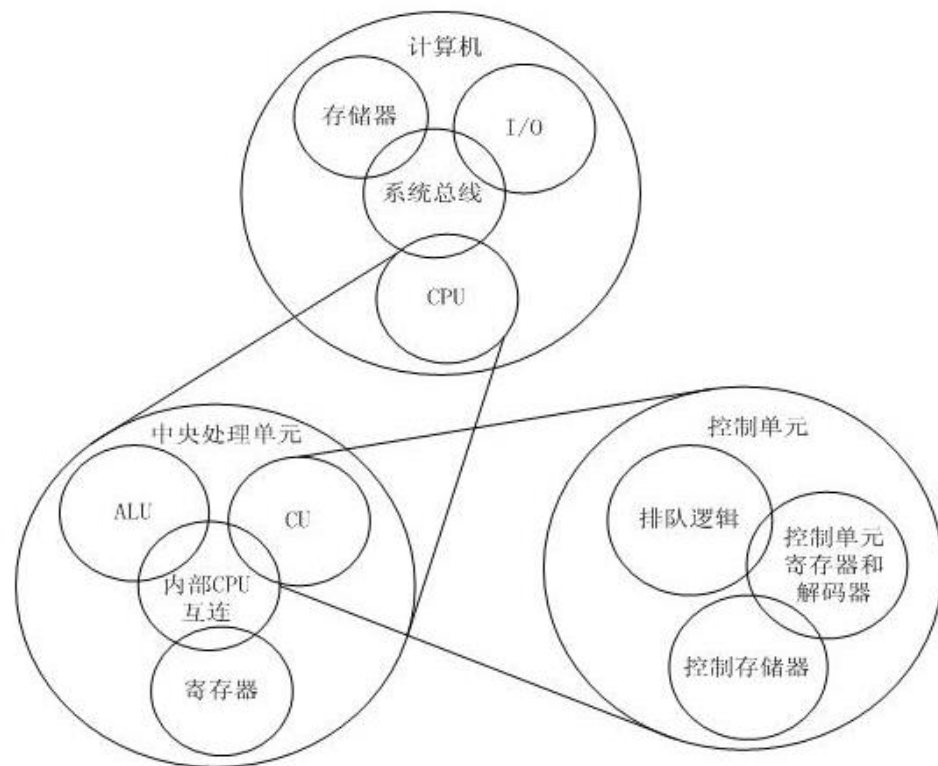 计算机
存储器
I/O
系统总线
CPU
中央处理单元
ALU
CU
内部CPU
互连
寄存器
控制单元
排队逻辑
控制单元
寄存器和
解码器
控制存储器